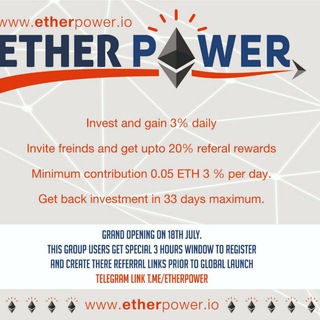 www.etherpower.io
ETHER POWER
Invest and gain 3% daily
Invite freinds and get upto 20% referal rewards
Minimum contribution 0.05 ETH 3 % per day.
Get back investment in 33 days maximum.
GRAND OPENING ON 18TH JULY.
THIS GROUP USERS GET SPECIAL 3 HOURS WINDOW TO REGISTER
AND CREATE THERE REFERRAL LINKS PRIOR TO GLOBAL LAUNCH
TELEGRAM LINK T.ME/ETHERPOWER
www.etherpower.io